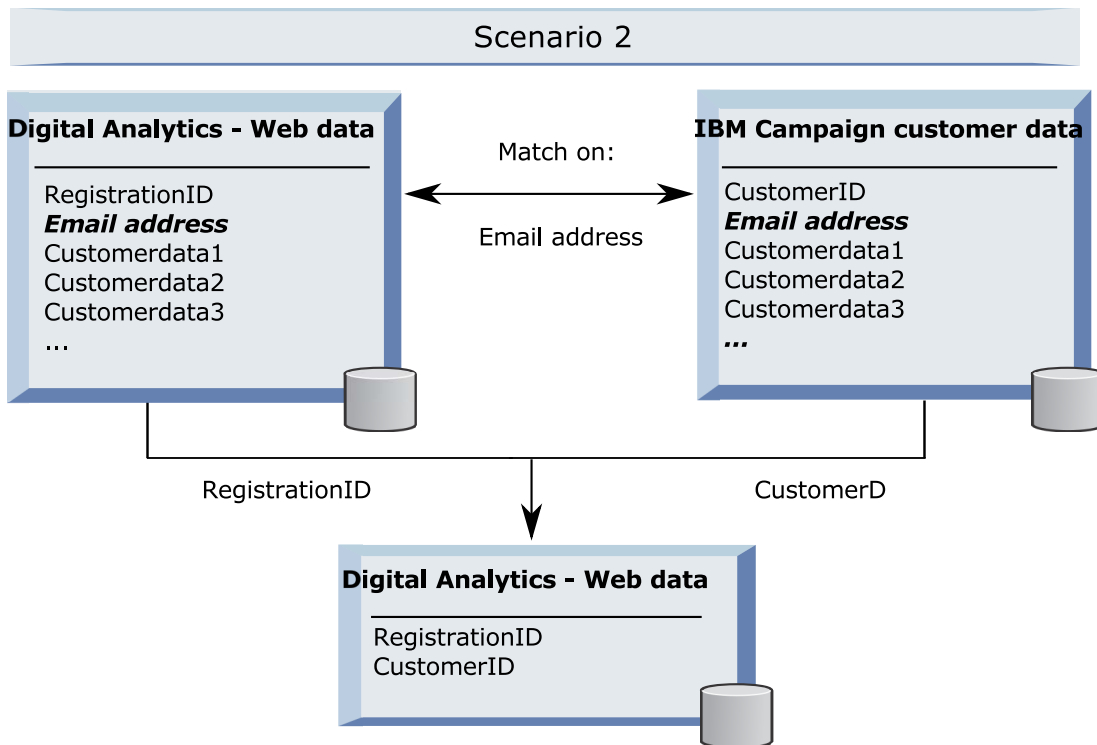 Scenario 2
Digital Analytics - Web data
RegistrationID
Email address
Customerdata1
Customerdata2
Customerdata3
...
Match on:
Email address
IBM Campaign customer data
CustomerID
Email address
Customerdata1
Customerdata2
Customerdata3
...
RegistrationID
CustomerD
Digital Analytics - Web data
RegistrationID
CustomerID